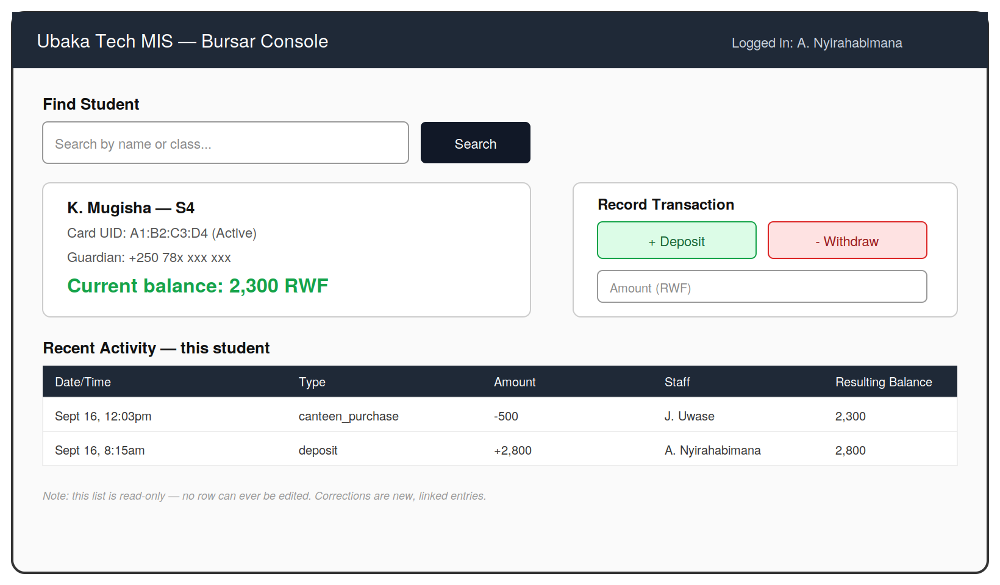 Ubaka Tech MIS — Bursar Console
Logged in: A. Nyirahabimana
Find Student
Search by name or class...
Search
K. Mugisha — S4
Card UID: A1:B2:C3:D4 (Active)
Guardian: +250 78x xxx xxx
Current balance: 2,300 RWF
Record Transaction
+ Deposit
- Withdraw
Amount (RWF)
Recent Activity — this student
Date/Time Type Amount Staff Resulting Balance
Sept 16, 12:03pm canteen_purchase -500 J. Uwase 2,300
Sept 16, 8:15am deposit +2,800 A. Nyirahabimana 2,800
Note: this list is read-only — no row can ever be edited. Corrections are new, linked entries.